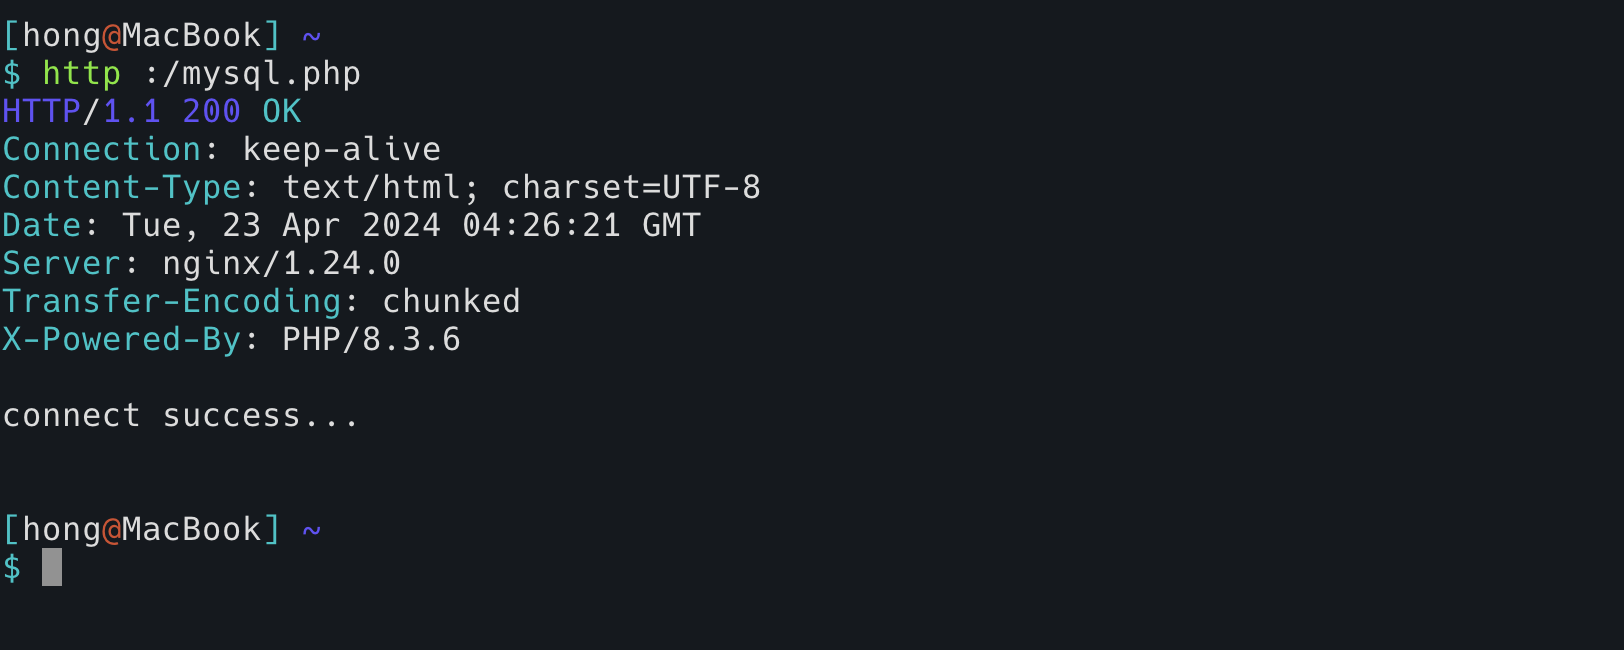 [hong@MacBook] ~
$ http :/mysql.php
HTTP/1.1 200 OK
Connection: keep-alive
Content-Type: text/html; charset=UTF-8
Date: Tue, 23 Apr 2024 04:26:21 GMT
Server: nginx/1.24.0
Transfer-Encoding: chunked
X-Powered-By: PHP/8.3.6
connect success...
[hong@MacBook] ~
$